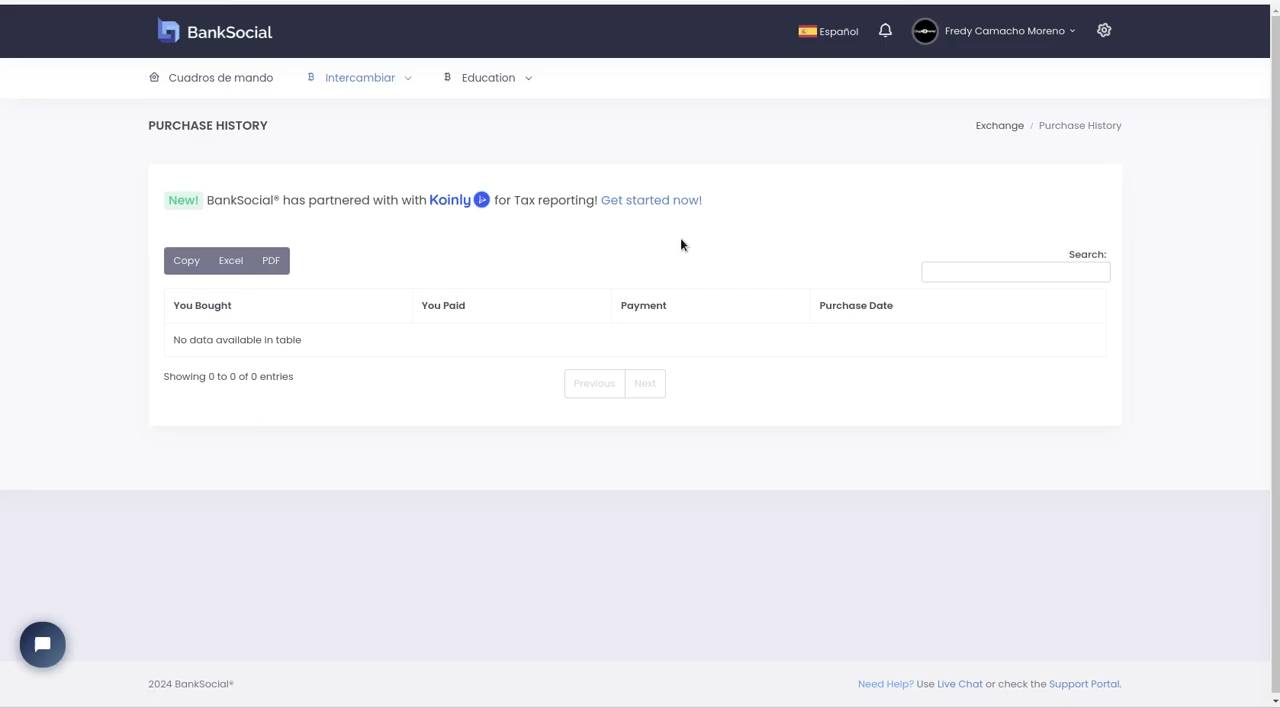 BankSocial
Español
Fredy Camacho Moreno
Cuadros de mando
Intercambiar
Education
PURCHASE HISTORY
Exchange / Purchase History
New! BankSocial® has partnered with with Koinly for Tax reporting! Get started now!
Copy Excel PDF
Search:
You Bought You Paid Payment Purchase Date
No data available in table
Showing 0 to 0 of 0 entries
Previous Next
2024 BankSocial®
Need Help? Use Live Chat or check the Support Portal.